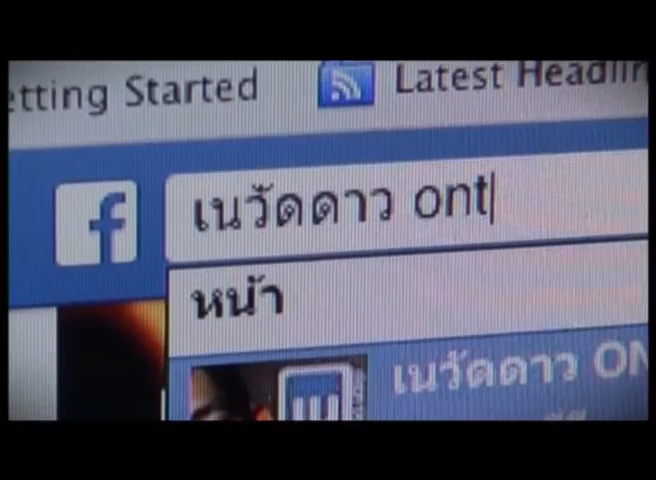 etting Started
Latest Headlin
f
เนวัดดาว ont
หน้า
เนวัดดาว ON